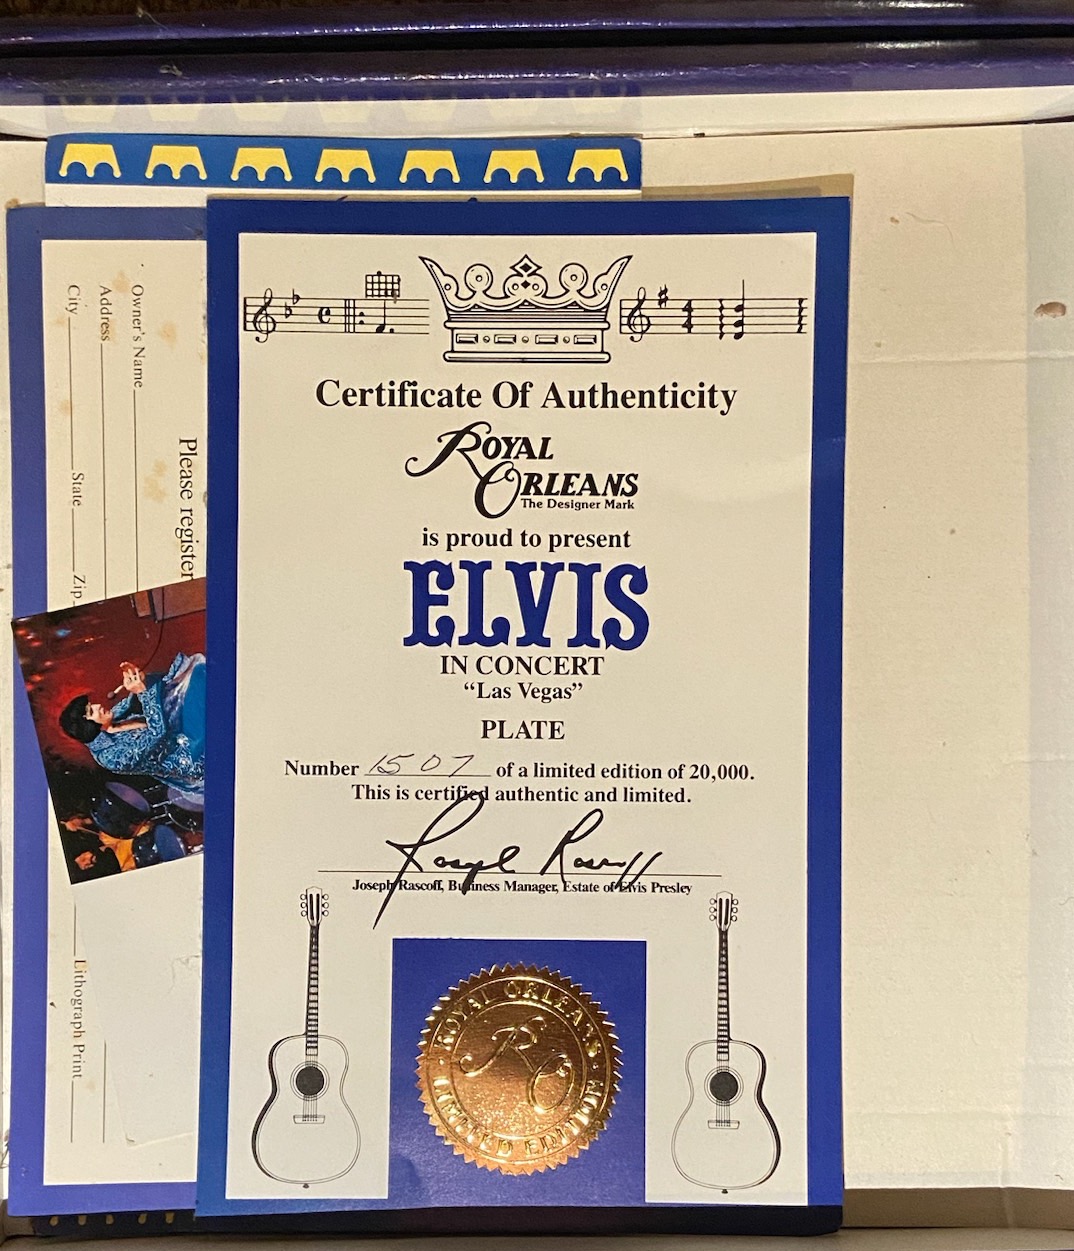 Certificate Of Authenticity
ROYAL
ORLEANS
The Designer Mark
is proud to present
ELVIS
IN CONCERT
“Las Vegas”
PLATE
Number 1507 of a limited edition of 20,000.
This is certified authentic and limited.
Joseph Rascoff
Joseph Rascoff, Business Manager, Estate of Elvis Presley
ROYAL ORLEANS
RO
LIMITED EDITION
Please register
Owner's Name
Address
City State Zip
Lithograph Print